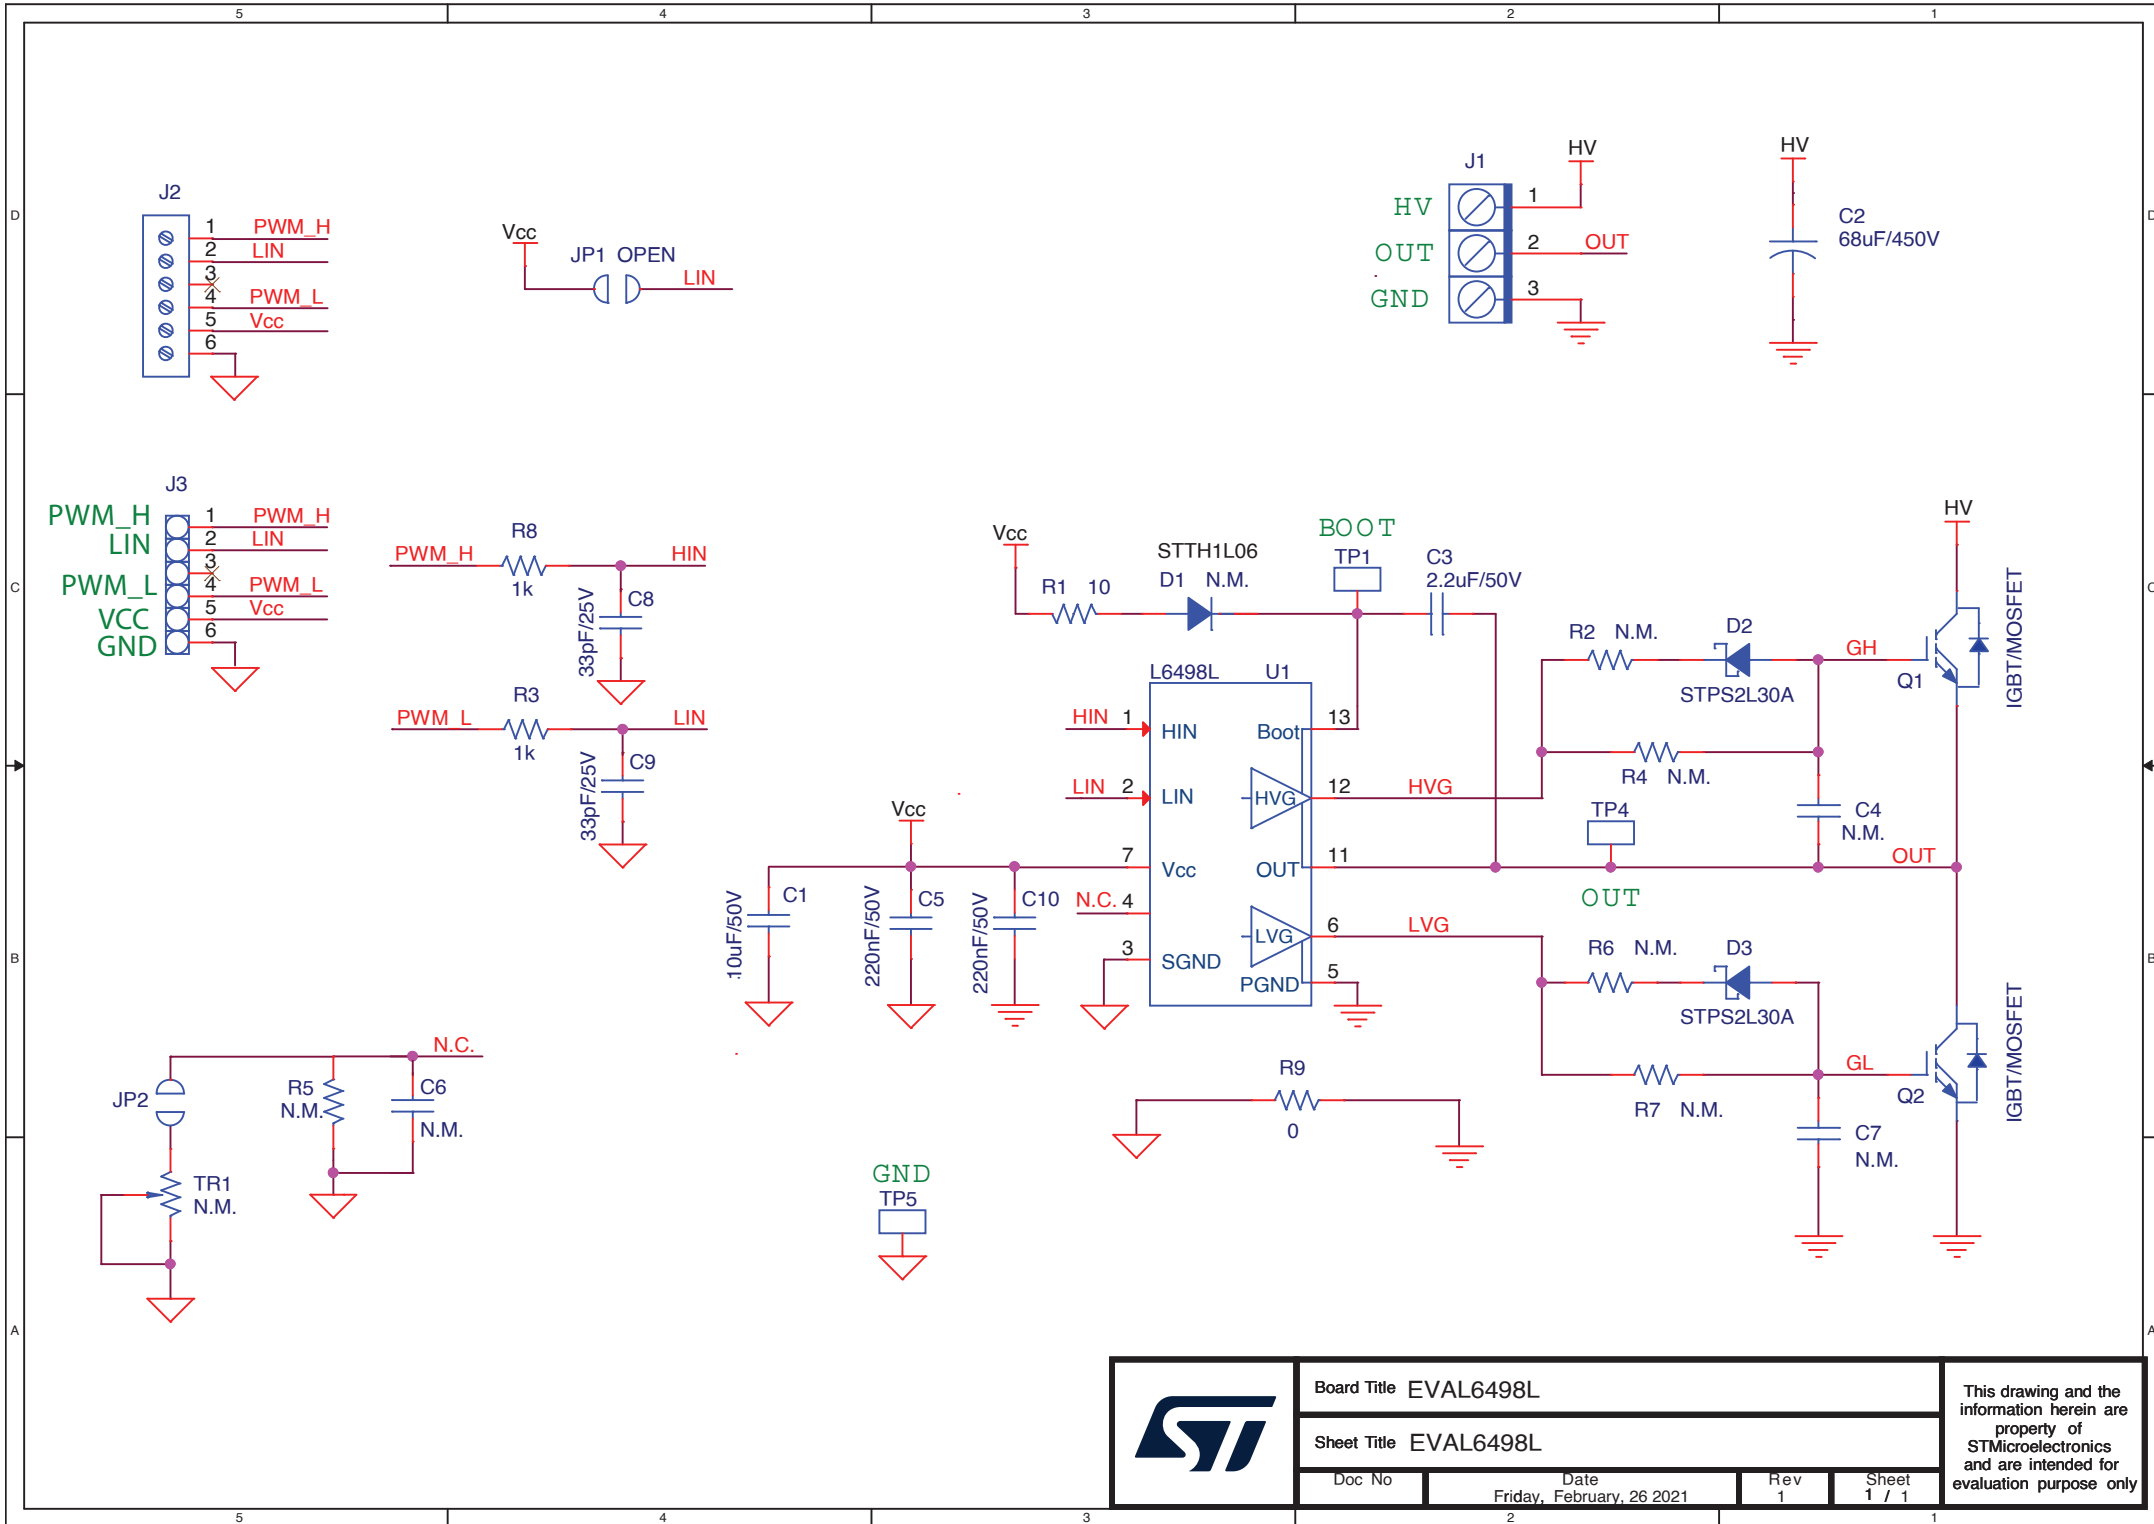 5 4 3 2 1
D
C
B
A
D
C
B
A
J2
1 PWM_H
2 LIN
3
4 PWM_L
5 Vcc
6
Vcc
JP1 OPEN
LIN
J1
HV
HV 1
OUT 2 OUT
GND 3
HV
C2
68uF/450V
J3
PWM_H 1 PWM_H
LIN 2 LIN
3
PWM_L 4 PWM_L
VCC 5 Vcc
GND 6
R8
PWM_H HIN
1k
C8
33pF/25V
R3
PWM_L LIN
1k
C9
33pF/25V
Vcc
R1 10
STTH1L06
D1 N.M.
BOOT
TP1
C3
2.2uF/50V
L6498L U1
HIN 1 HIN
LIN 2 LIN
7 Vcc
N.C. 4
3 SGND
Boot 13
HVG 12 HVG
OUT 11
LVG 6 LVG
PGND 5
Vcc
C1
10uF/50V
C5
220nF/50V
C10
220nF/50V
R2 N.M.
D2
STPS2L30A
GH
Q1
HV
IGBT/MOSFET
R4 N.M.
TP4
OUT
C4
N.M.
OUT
R6 N.M.
D3
STPS2L30A
GL
Q2
IGBT/MOSFET
R7 N.M.
C7
N.M.
R9
0
N.C.
JP2
R5
N.M.
C6
N.M.
TR1
N.M.
GND
TP5
ST
Board Title EVAL6498L
Sheet Title EVAL6498L
Doc No
Date
Friday, February, 26 2021
Rev
1
Sheet
1 / 1
This drawing and the
information herein are
property of
STMicroelectronics
and are intended for
evaluation purpose only
5 4 3 2 1